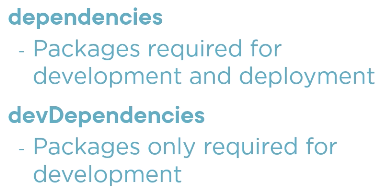 dependencies
- Packages required for
development and deployment
devDependencies
- Packages only required for
development